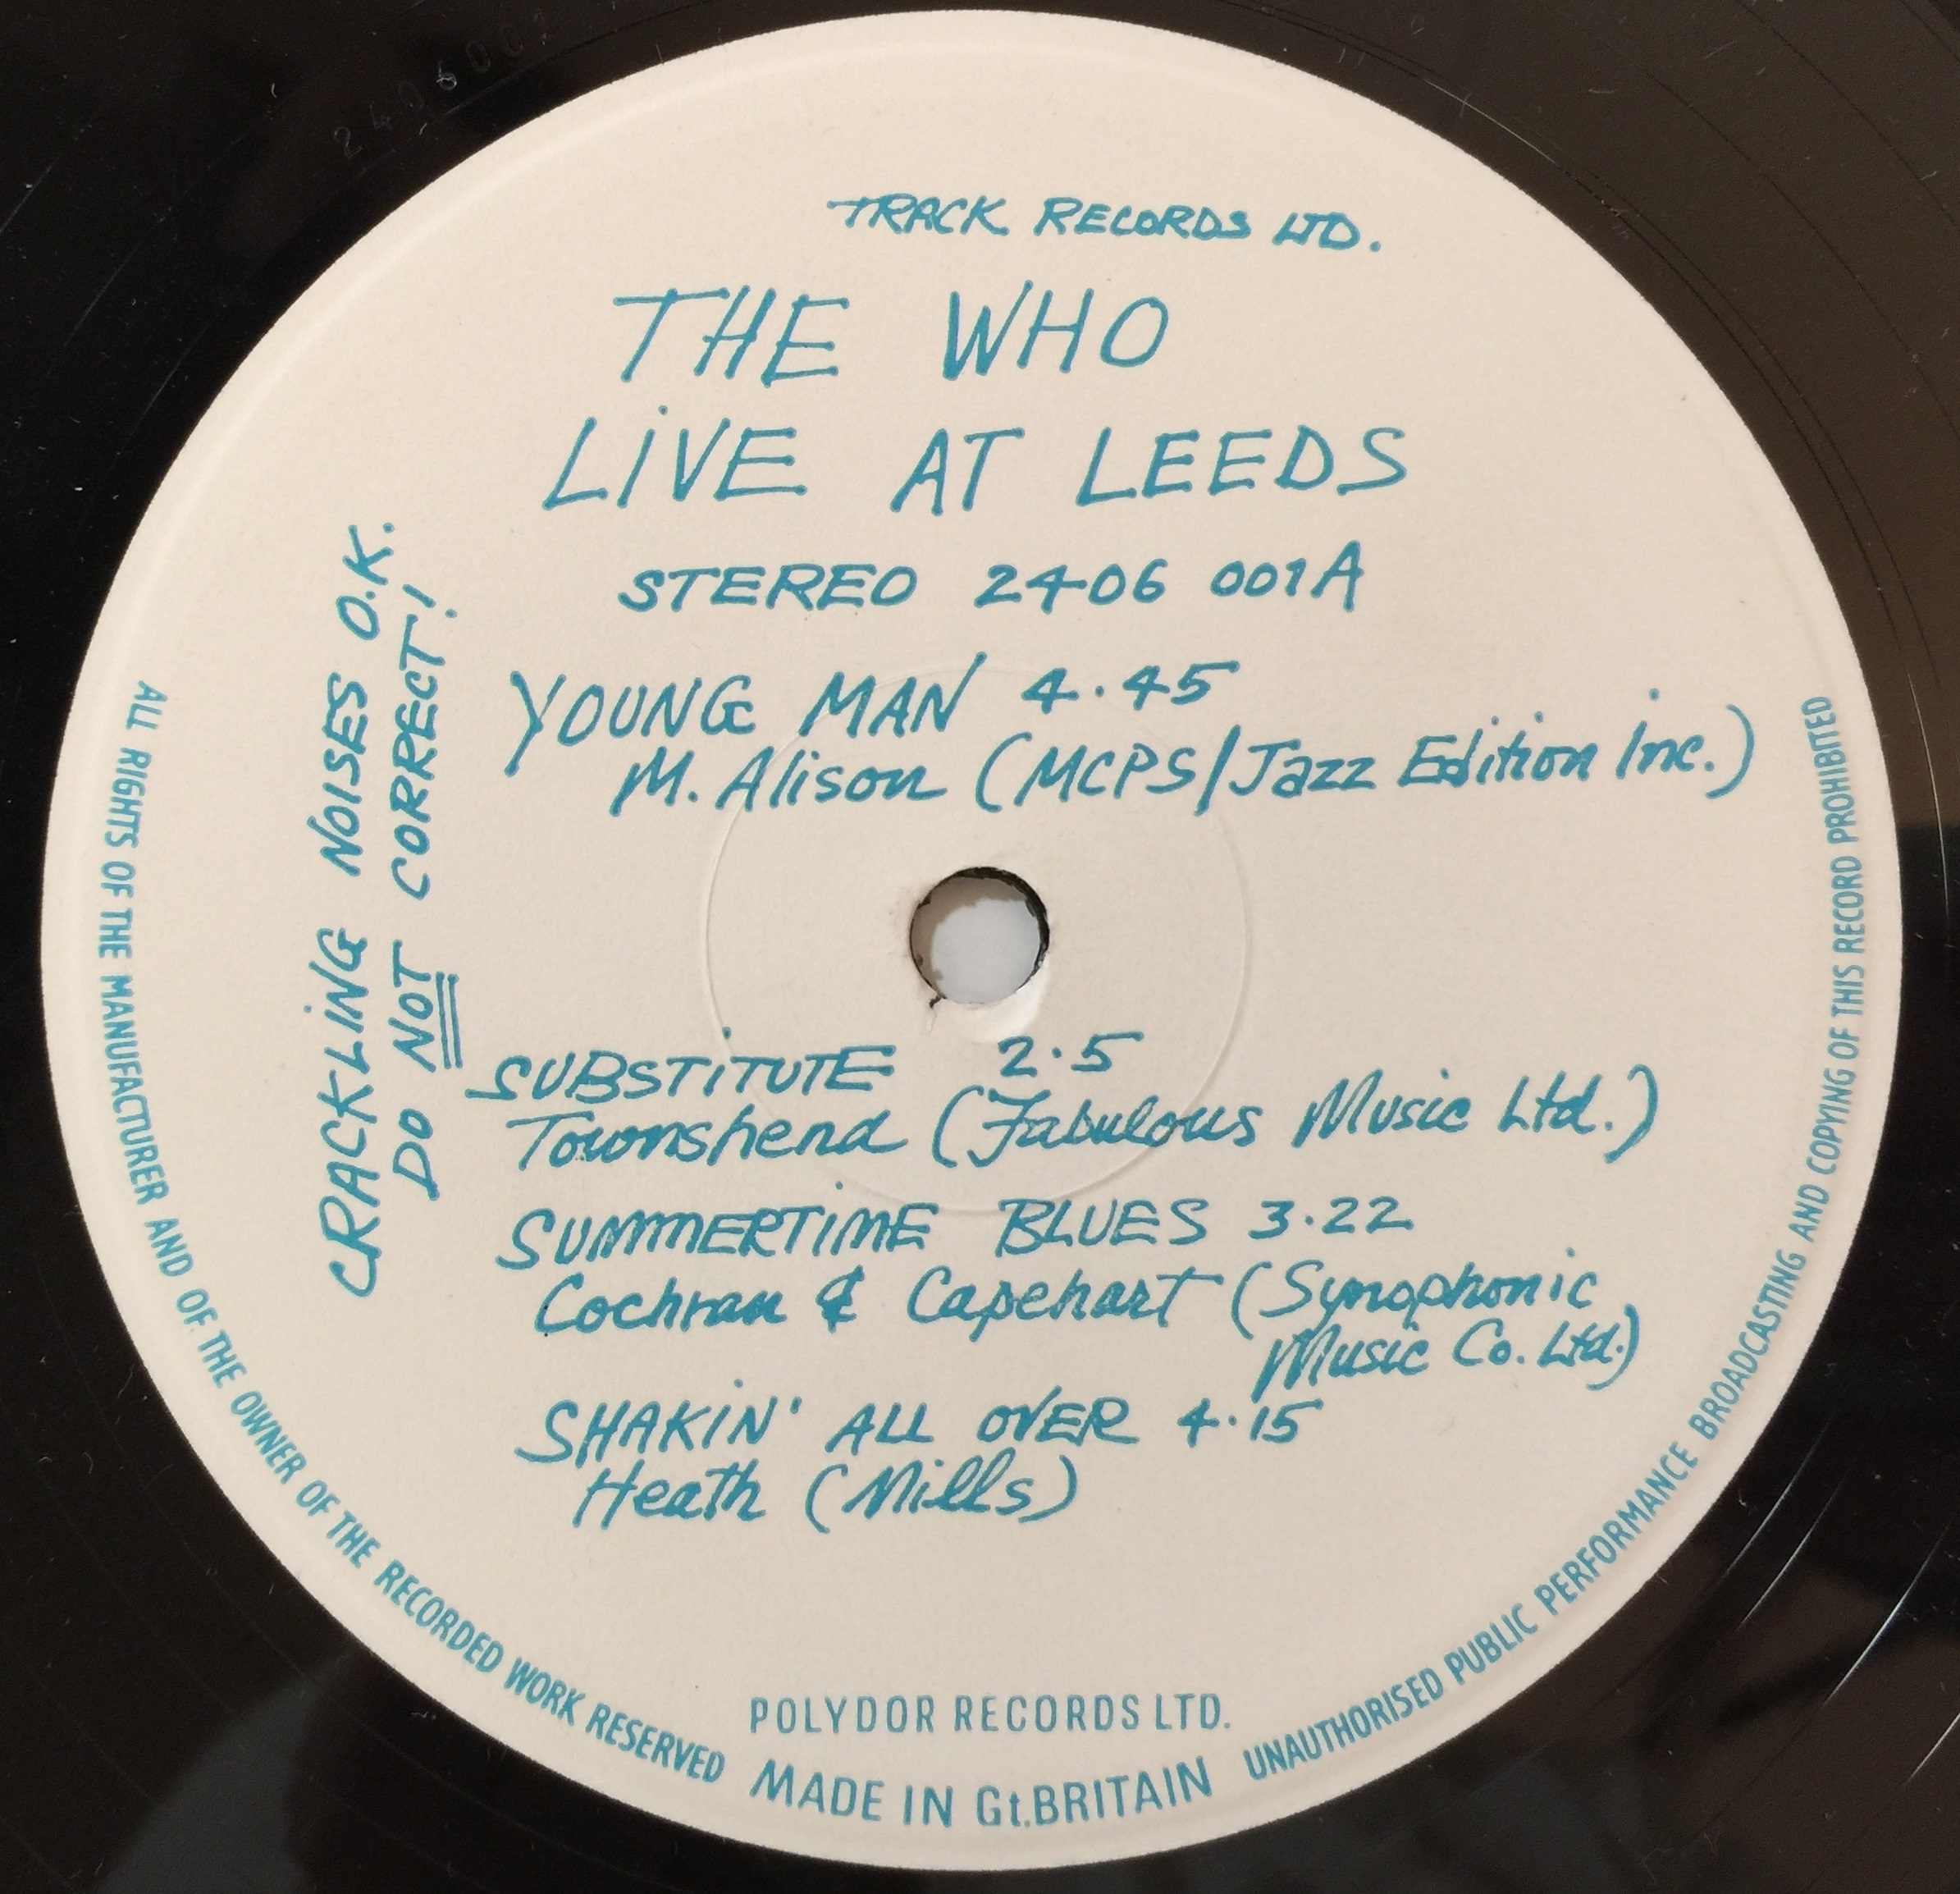 TRACK RECORDS LTD.
THE WHO
LiVE AT LEEDS
STEREO 2406 001A
YOUNG MAN 4.45
M. Alison (MCPS/Jazz Edition Inc.)
CRACKLiNG NOISES O.K.
DO NOT CORRECT!
SUBSTiTUTE 2.5
Townshend (Fabulous Music Ltd.)
SUMMERTiME BLUES 3.22
Cochran & Capehart (Synophonic
Music Co. Ltd.)
SHAKiN' ALL OVER 4.15
Heath (Mills)
POLYDOR RECORDS LTD.
MADE IN Gt.BRITAIN
ALL RIGHTS OF THE MANUFACTURER AND OF THE OWNER OF THE RECORDED WORK RESERVED
UNAUTHORISED PUBLIC PERFORMANCE BROADCASTING AND COPYING OF THIS RECORD PROHIBITED